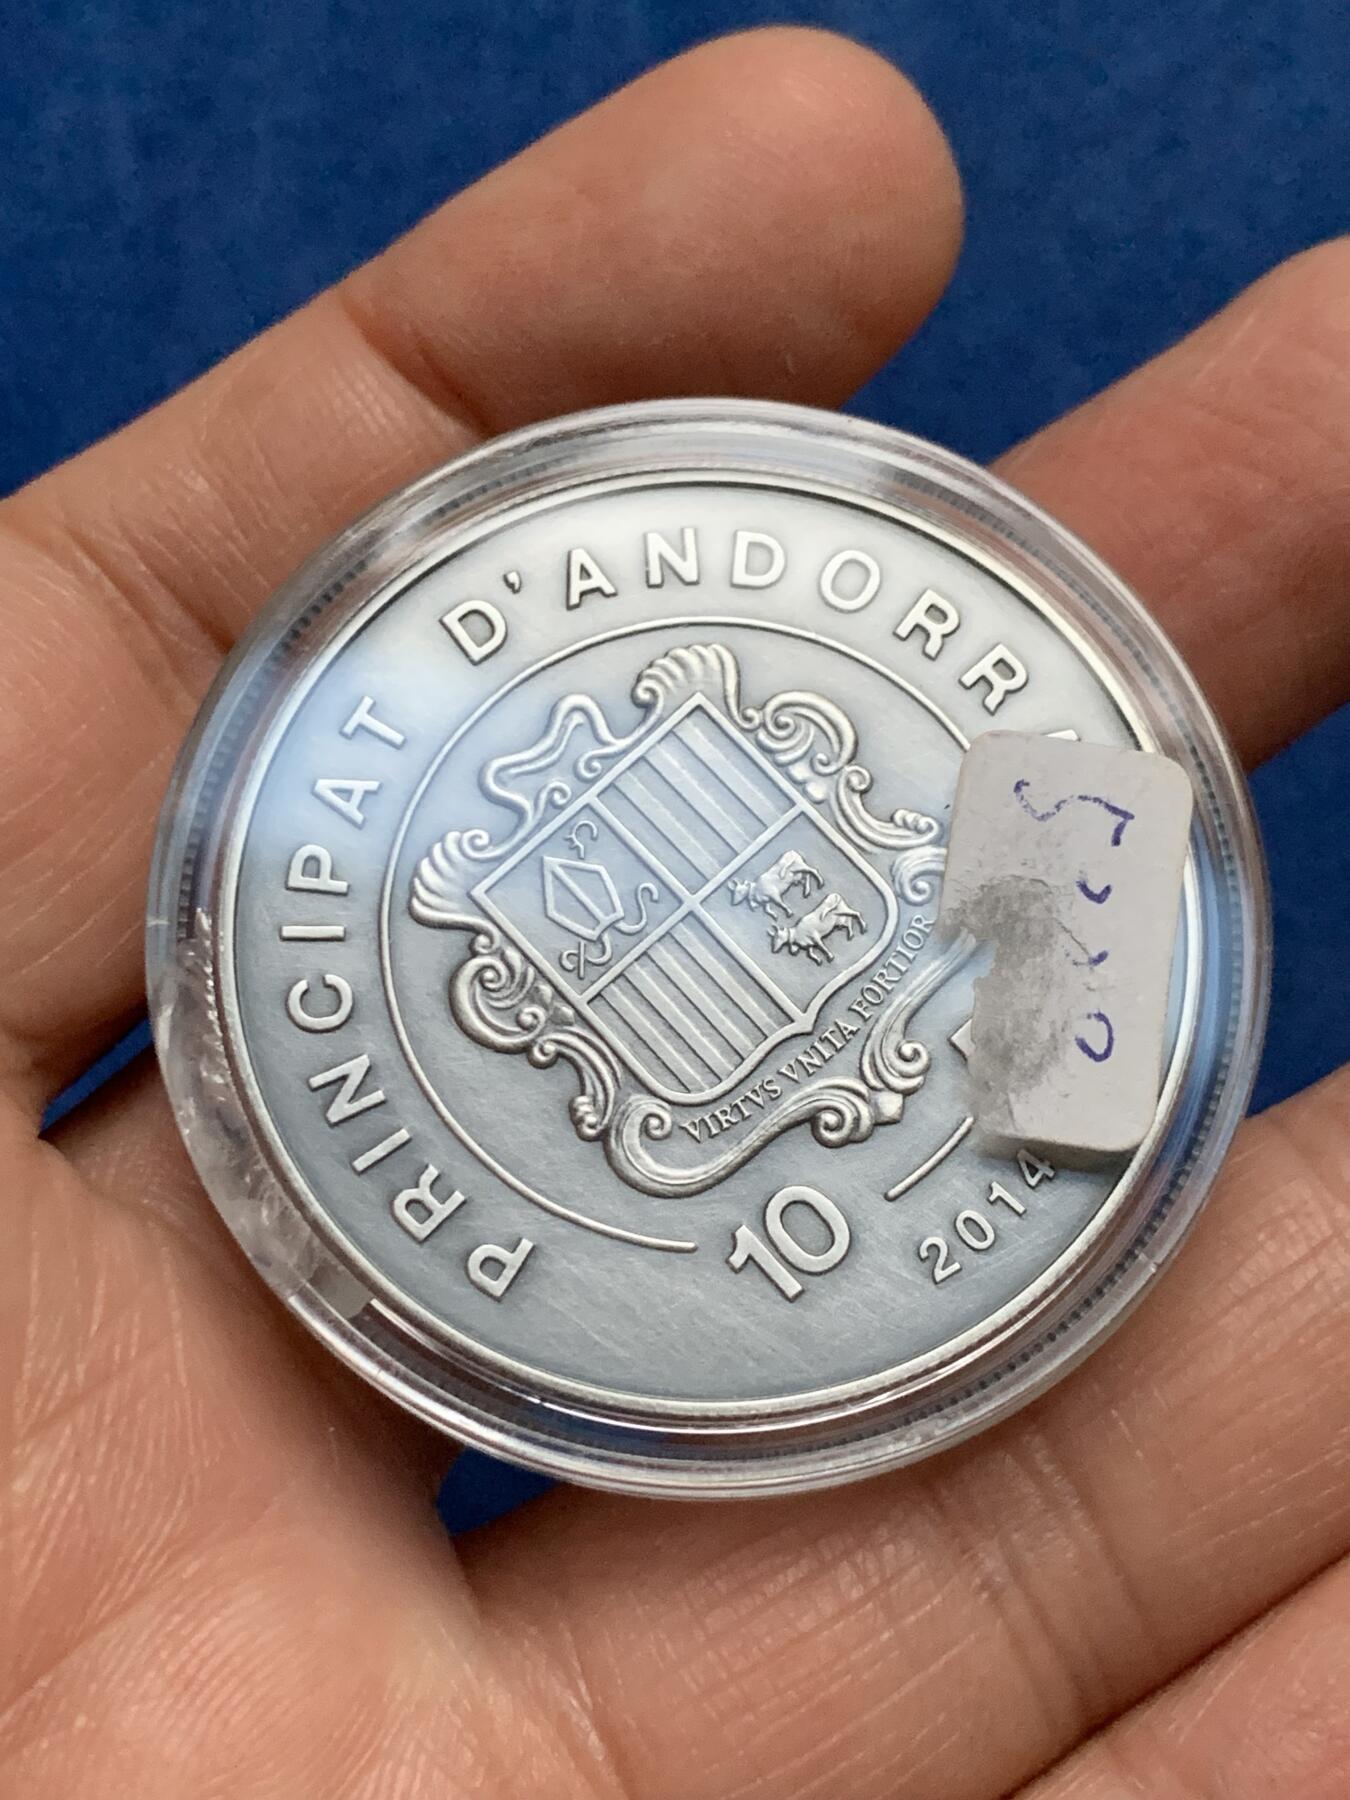 PRINCIPAT D'ANDORR
VIRTVS VNITA FORTIOR
10
2014